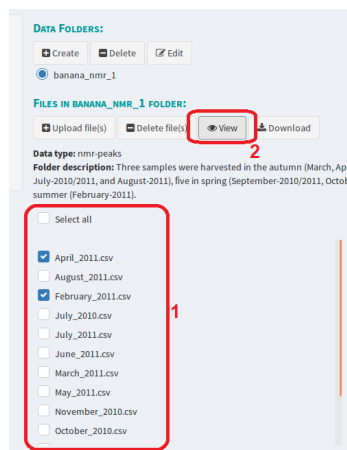 DATA FOLDERS:
Create Delete Edit
banana_nmr_1
FILES IN BANANA_NMR_1 FOLDER:
Upload file(s) Delete file(s) View Download
2
Data type: nmr-peaks
Folder description: Three samples were harvested in the autumn (March, Ap
July-2010/2011, and August-2011), five in spring (September-2010/2011, Octob
summer (February-2011).
Select all
April_2011.csv
August_2011.csv
February_2011.csv
July_2010.csv
1
July_2011.csv
June_2011.csv
March_2011.csv
May_2011.csv
November_2010.csv
October_2010.csv